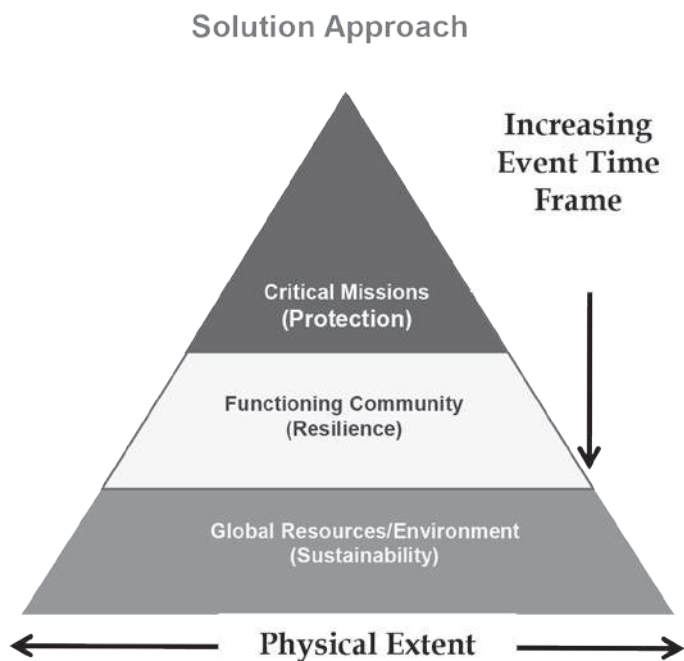 Solution Approach
Increasing
Event Time
Frame
Critical Missions
(Protection)
Functioning Community
(Resilience)
Global Resources/Environment
(Sustainability)
Physical Extent